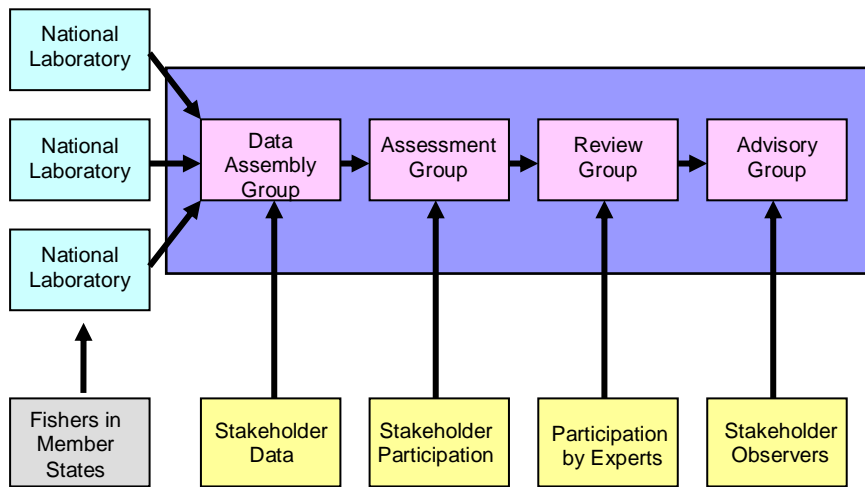 National
Laboratory
National
Laboratory
National
Laboratory
Data
Assembly
Group
Assessment
Group
Review
Group
Advisory
Group
Fishers in
Member
States
Stakeholder
Data
Stakeholder
Participation
Participation
by Experts
Stakeholder
Observers